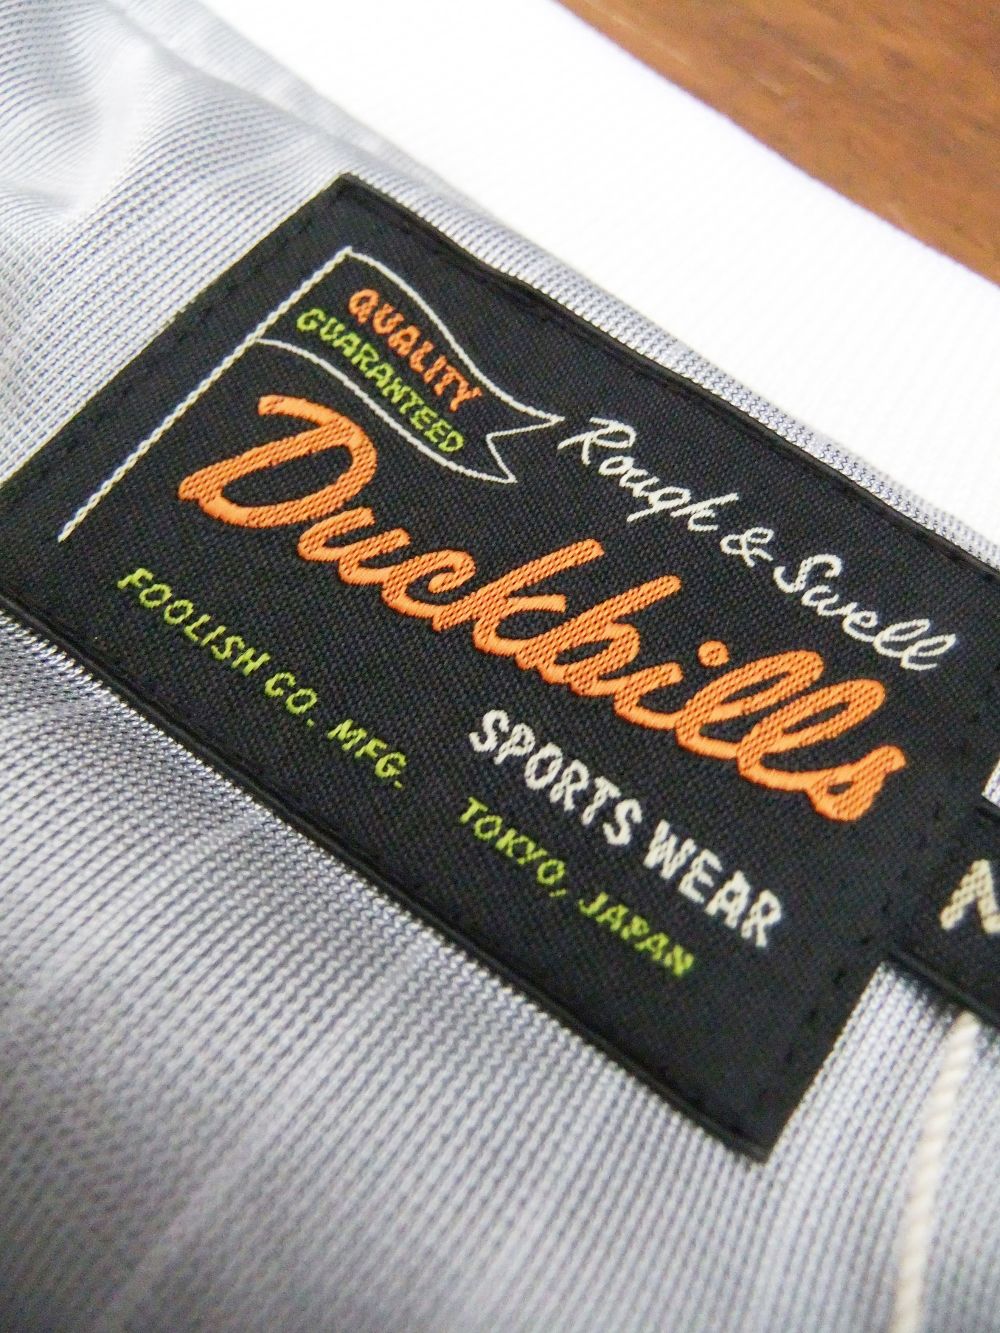 QUALITY
GUARANTEED
Rough & Swell
Duckbills
SPORTS WEAR
FOOLISH CO. MFG.
TOKYO, JAPAN